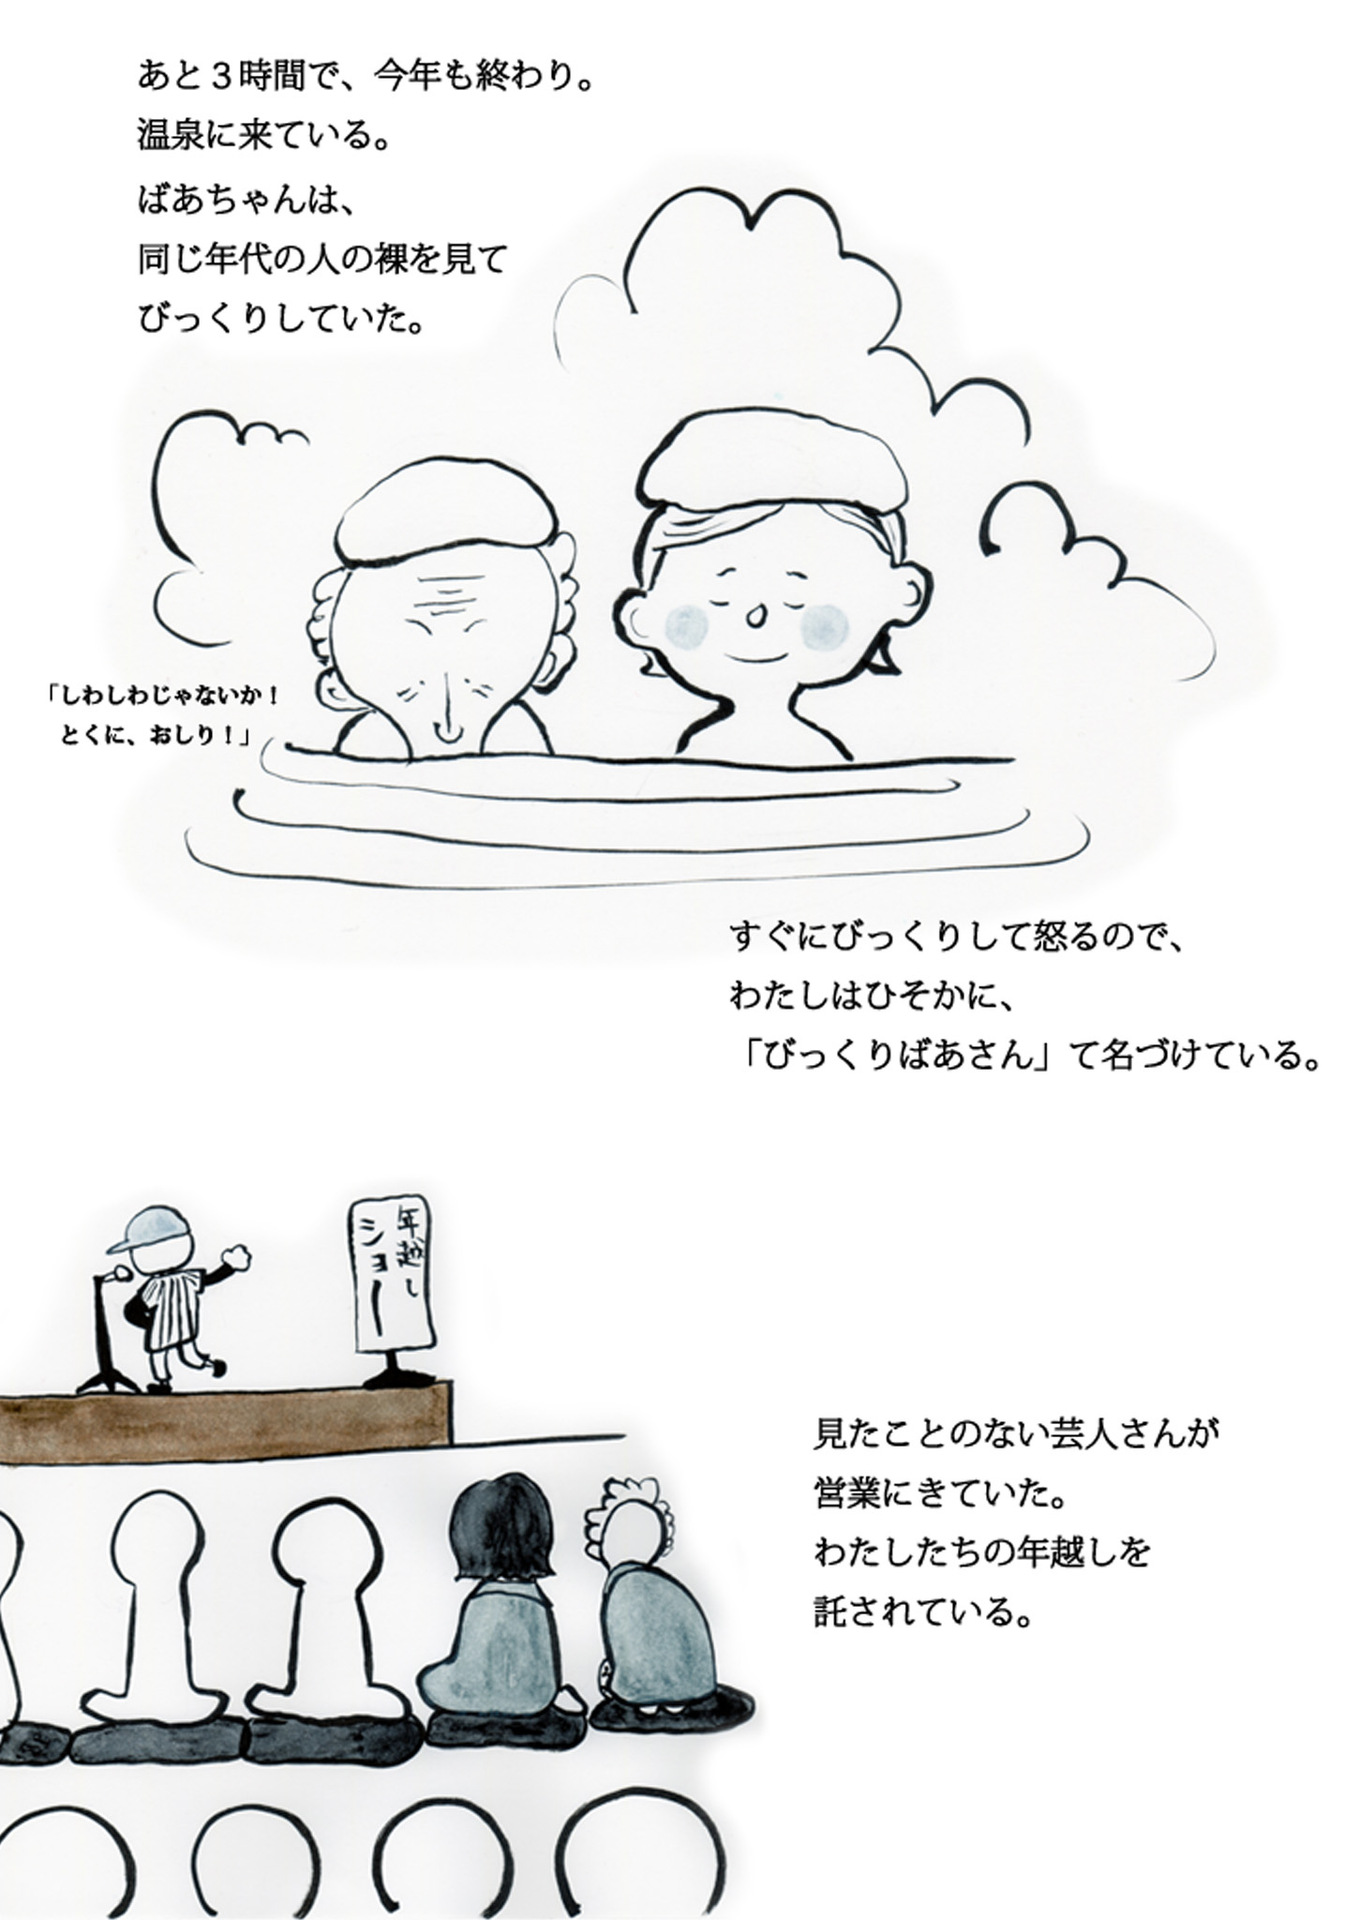 あと３時間で、今年も終わり。
温泉に来ている。
ばあちゃんは、
同じ年代の人の裸を見て
びっくりしていた。
「しわしわじゃないか！
とくに、おしり！」
すぐにびっくりして怒るので、
わたしはひそかに、
「びっくりばあさん」て名づけている。
年越し
ショー
見たことのない芸人さんが
営業にきていた。
わたしたちの年越しを
託されている。